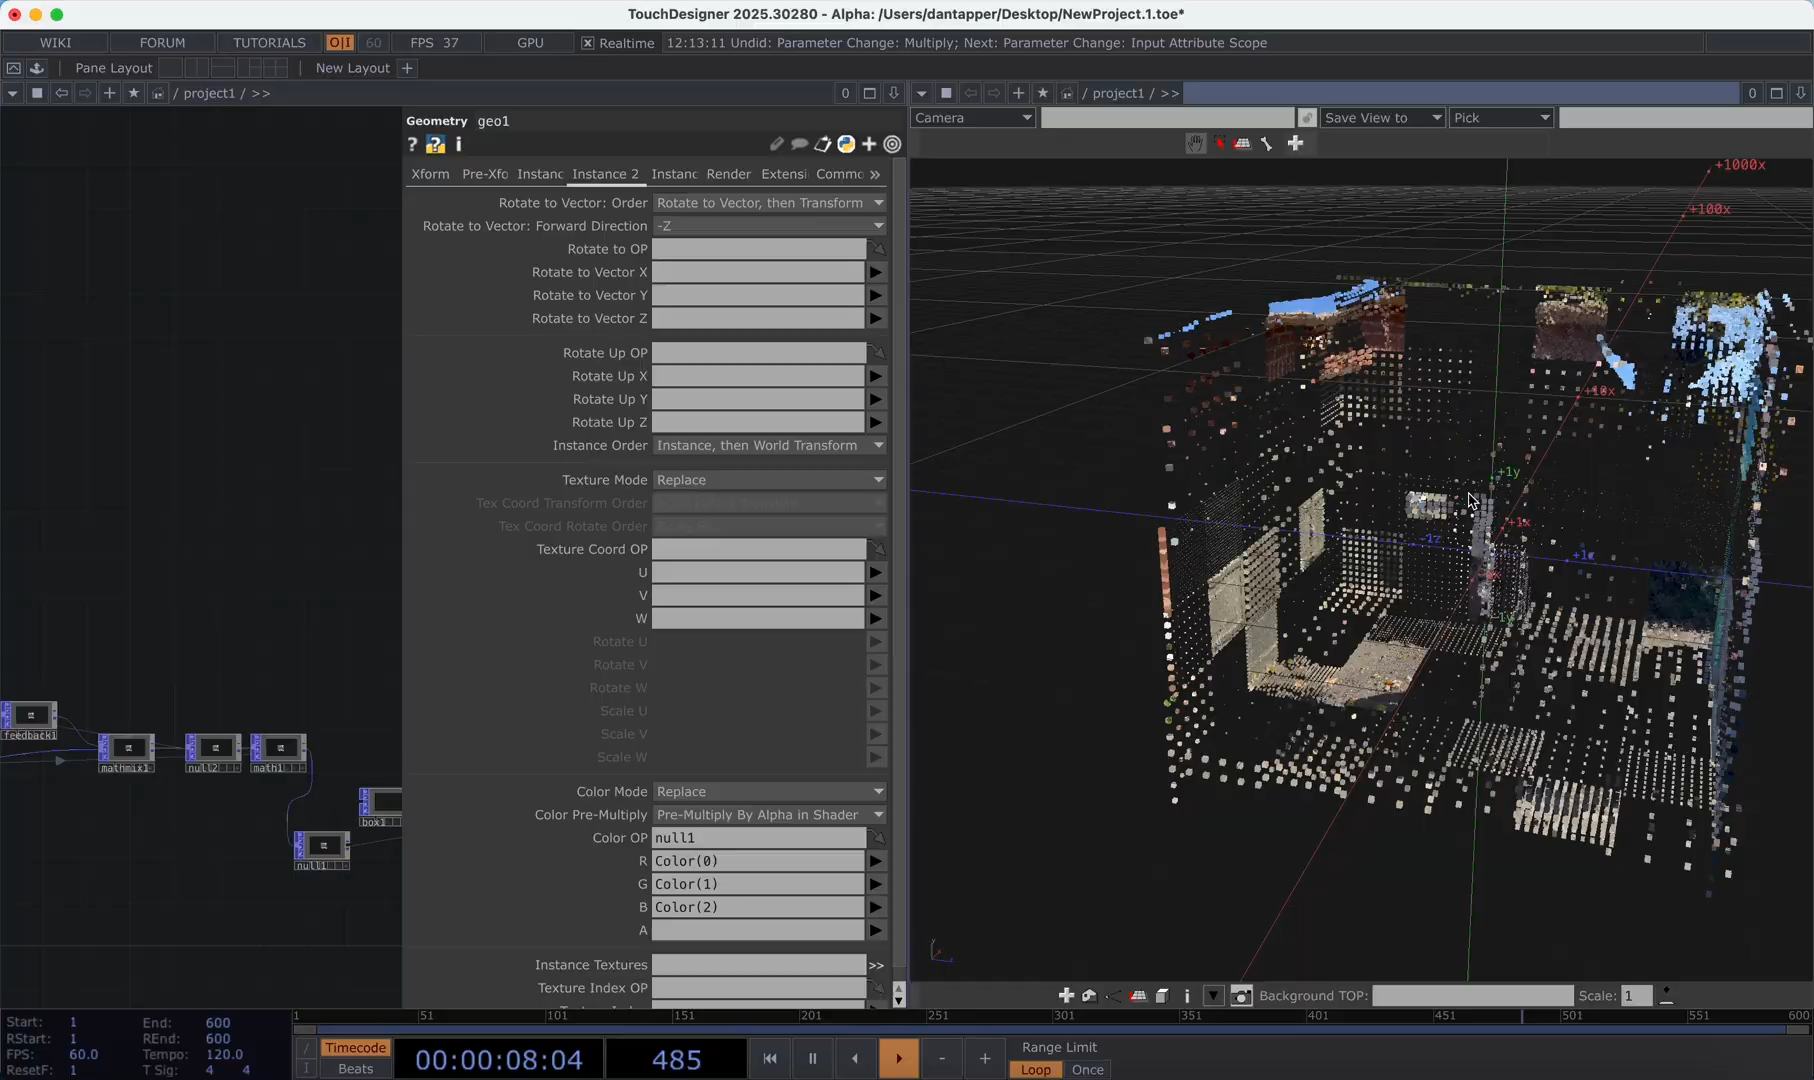 TouchDesigner 2025.30280 - Alpha: /Users/dantapper/Desktop/NewProject.1.toe*
WIKI FORUM TUTORIALS O|I 60 FPS 37 GPU Realtime 12:13:11 Undid: Parameter Change: Multiply; Next: Parameter Change: Input Attribute Scope
Pane Layout New Layout +
/ project1 / >> 0
/ project1 / >> 0
Geometry geo1
Camera Save View to Pick
Xform Pre-Xfo Instanc Instance 2 Instanc Render Extensi Commo
Rotate to Vector: Order Rotate to Vector, then Transform
Rotate to Vector: Forward Direction -Z
Rotate to OP
Rotate to Vector X
Rotate to Vector Y
Rotate to Vector Z
Rotate Up OP
Rotate Up X
Rotate Up Y
Rotate Up Z
Instance Order Instance, then World Transform
Texture Mode Replace
Tex Coord Transform Order
Tex Coord Rotate Order
Texture Coord OP
U
V
W
Rotate U
Rotate V
Rotate W
Scale U
Scale V
Scale W
Color Mode Replace
Color Pre-Multiply Pre-Multiply By Alpha in Shader
Color OP null1
R Color(0)
G Color(1)
B Color(2)
A
Instance Textures >>
Texture Index OP
feedback1
mathmix1
null2
math1
box1
null1
+1000x
+100x
+10x
+1y
+1x
-1z
+1z
-1y
Background TOP: Scale: 1
1 51 101 151 201 251 301 351 401 451 501 551 600
Start: 1 End: 600
RStart: 1 REnd: 600
FPS: 60.0 Tempo: 120.0
ResetF: 1 T Sig: 4 4
Timecode
Beats
00:00:08:04
485
Range Limit
Loop Once